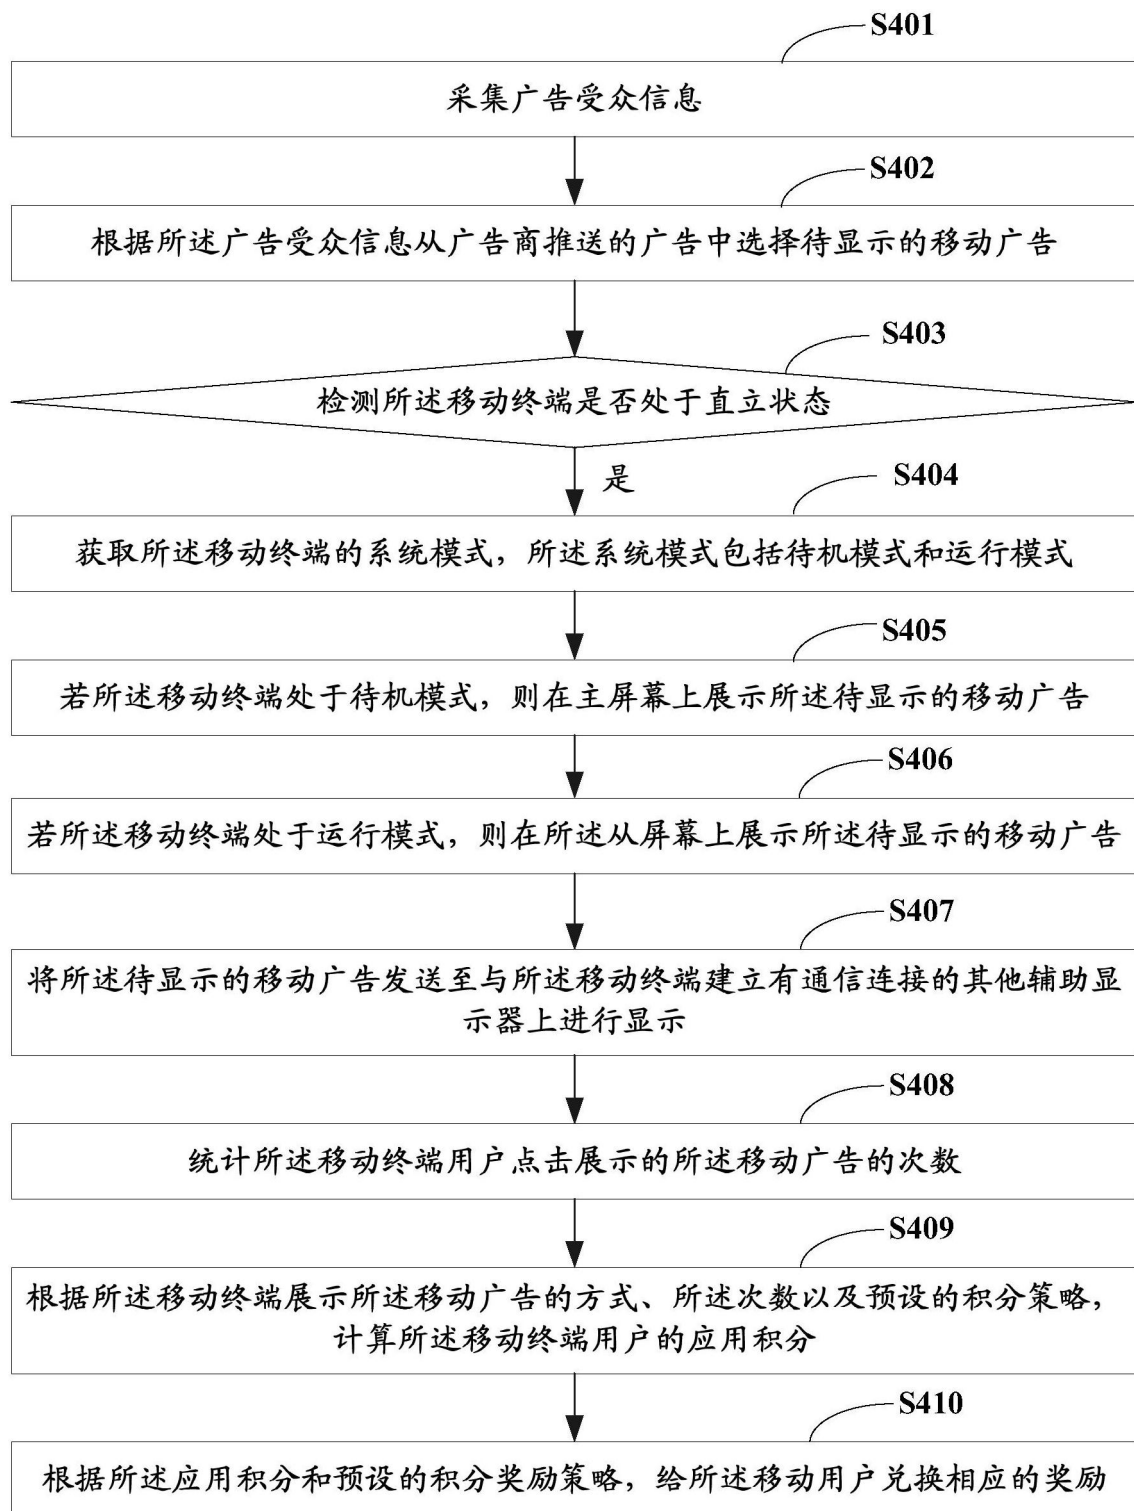 S401
采集广告受众信息
S402
根据所述广告受众信息从广告商推送的广告中选择待显示的移动广告
S403
检测所述移动终端是否处于直立状态
是
S404
获取所述移动终端的系统模式，所述系统模式包括待机模式和运行模式
S405
若所述移动终端处于待机模式，则在主屏幕上展示所述待显示的移动广告
S406
若所述移动终端处于运行模式，则在所述从屏幕上展示所述待显示的移动广告
S407
将所述待显示的移动广告发送至与所述移动终端建立有通信连接的其他辅助显
示器上进行显示
S408
统计所述移动终端用户点击展示的所述移动广告的次数
S409
根据所述移动终端展示所述移动广告的方式、所述次数以及预设的积分策略，
计算所述移动终端用户的应用积分
S410
根据所述应用积分和预设的积分奖励策略，给所述移动用户兑换相应的奖励